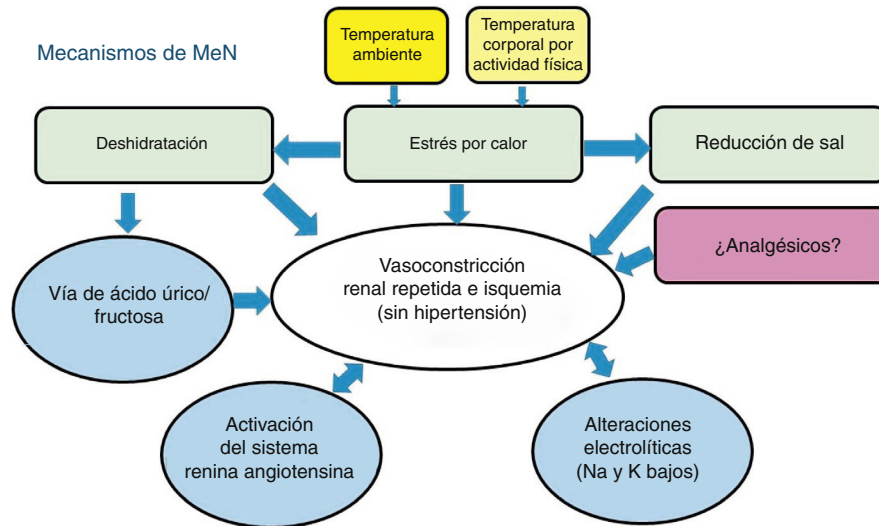 Mecanismos de MeN
Temperatura
ambiente
Temperatura
corporal por
actividad física
Deshidratación
Estrés por calor
Reducción de sal
¿Analgésicos?
Vía de ácido úrico/
fructosa
Vasoconstricción
renal repetida e isquemia
(sin hipertensión)
Activación
del sistema
renina angiotensina
Alteraciones
electrolíticas
(Na y K bajos)